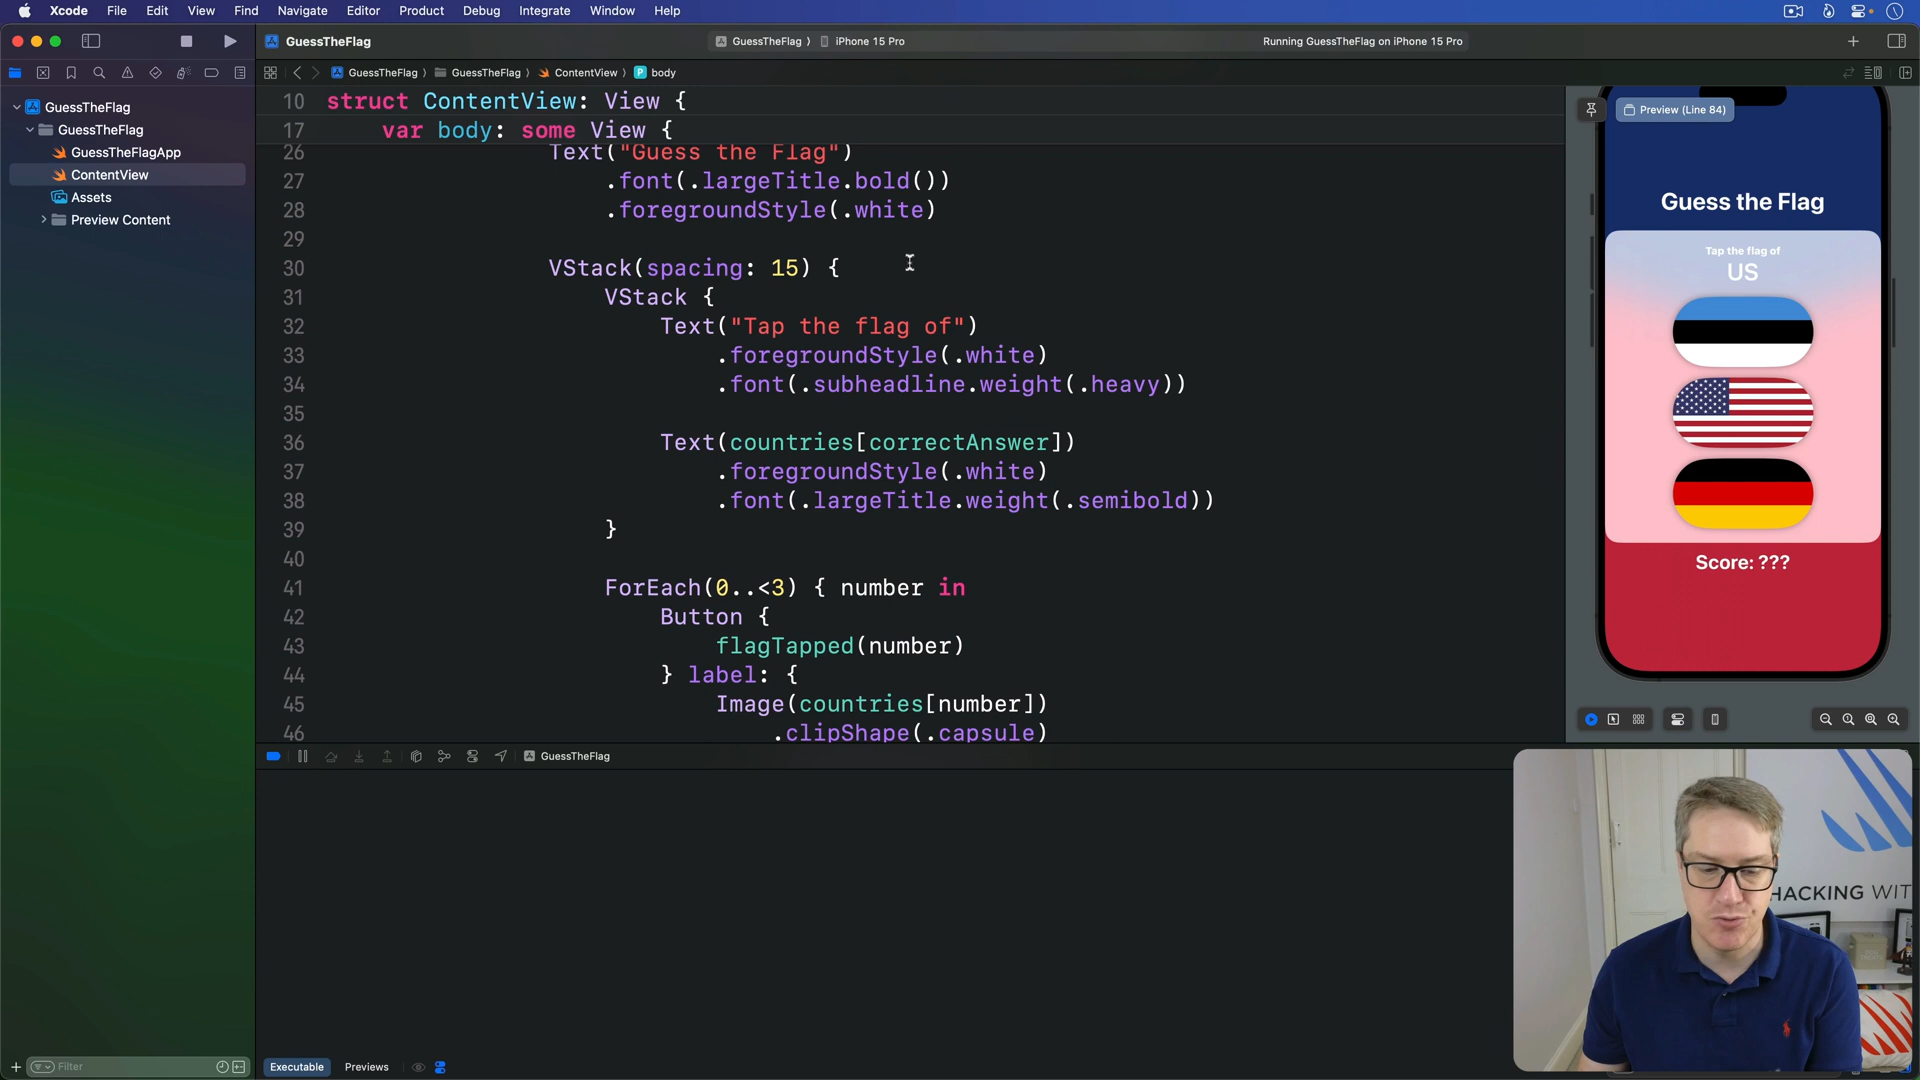 Xcode File Edit View Find Navigate Editor Product Debug Integrate Window Help
GuessTheFlag
GuessTheFlag iPhone 15 Pro
Running GuessTheFlag on iPhone 15 Pro
GuessTheFlag GuessTheFlag ContentView body
GuessTheFlag
GuessTheFlag
GuessTheFlagApp
ContentView
Assets
Preview Content
10 struct ContentView: View {
17 var body: some View {
26 Text("Guess the Flag")
27 .font(.largeTitle.bold())
28 .foregroundStyle(.white)
29
30 VStack(spacing: 15) {
31 VStack {
32 Text("Tap the flag of")
33 .foregroundStyle(.white)
34 .font(.subheadline.weight(.heavy))
35
36 Text(countries[correctAnswer])
37 .foregroundStyle(.white)
38 .font(.largeTitle.weight(.semibold))
39 }
40
41 ForEach(0..<3) { number in
42 Button {
43 flagTapped(number)
44 } label: {
45 Image(countries[number])
46 .clipShape(.capsule)
Preview (Line 84)
Guess the Flag
Tap the flag of
US
Score: ???
GuessTheFlag
HACKING WIT
Filter
Executable Previews